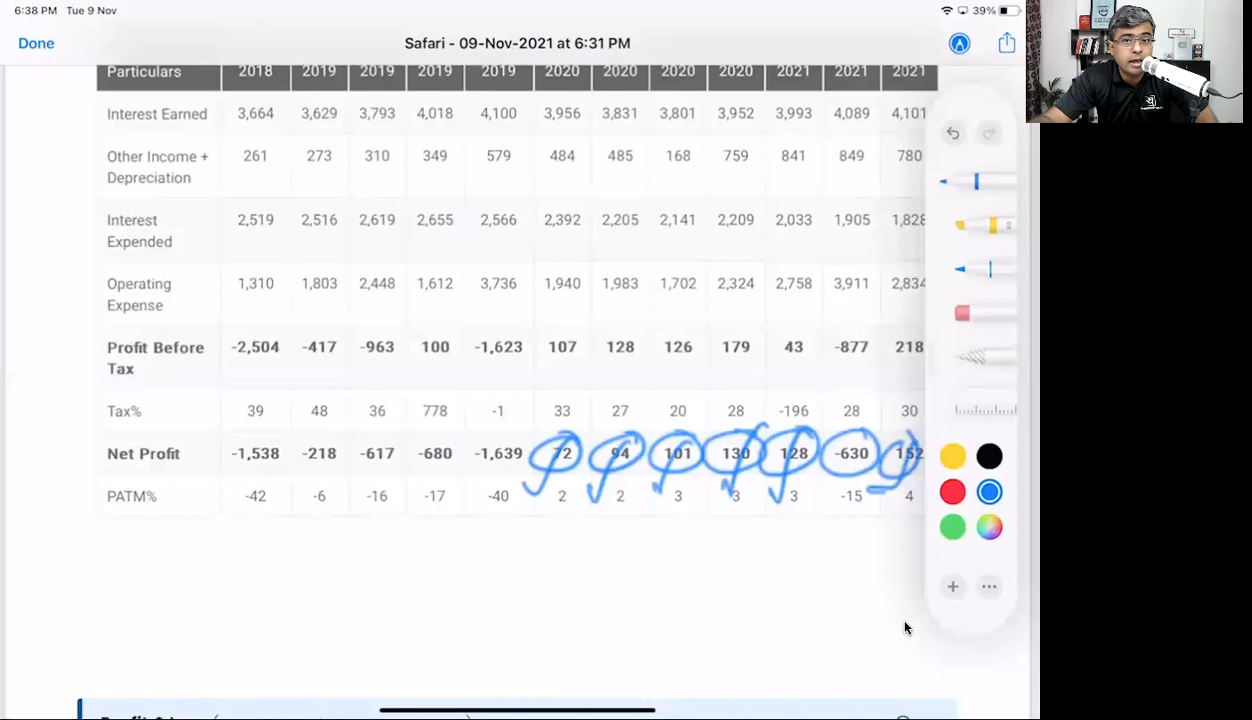 6:38 PM Tue 9 Nov 39%
Done Safari - 09-Nov-2021 at 6:31 PM
Particulars 2018 2019 2019 2019 2019 2020 2020 2020 2020 2021 2021 2021
Interest Earned 3,664 3,629 3,793 4,018 4,100 3,956 3,831 3,801 3,952 3,993 4,089 4,101
Other Income + 261 273 310 349 579 484 485 168 759 841 849 780
Depreciation
Interest 2,519 2,516 2,619 2,655 2,566 2,392 2,205 2,141 2,209 2,033 1,905 1,828
Expended
Operating 1,310 1,803 2,448 1,612 3,736 1,940 1,983 1,702 2,324 2,758 3,911 2,834
Expense
Profit Before -2,504 -417 -963 100 -1,623 107 128 126 179 43 -877 218
Tax
Tax% 39 48 36 778 -1 33 27 20 28 -196 28 30
Net Profit -1,538 -218 -617 -680 -1,639 72 94 101 130 128 -630 152
PATM% -42 -6 -16 -17 -40 2 2 3 3 3 -15 4